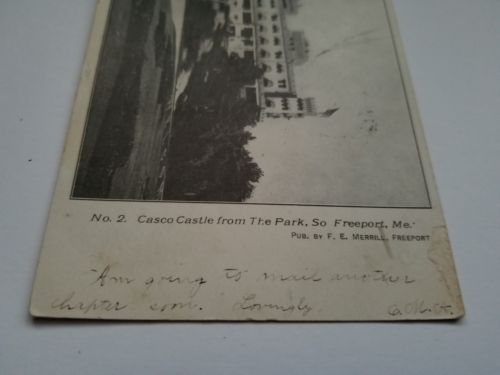 No. 2. Casco Castle from The Park, So Freeport, Me.
PUB. BY F. E. MERRILL, FREEPORT
Am going to mail another
chapter soon. Lovingly.